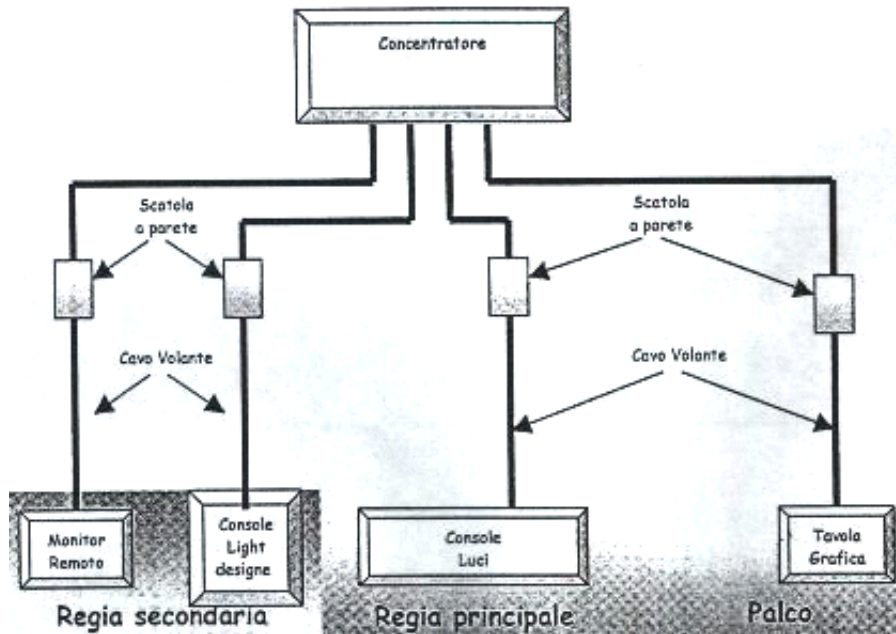 Concentratore
Scatola
a parete
Scatola
a parete
Cavo Volante
Cavo Volante
Monitor
Remoto
Console
Light
designe
Console
Luci
Tavola
Grafica
Regia secondaria
Regia principale
Palco